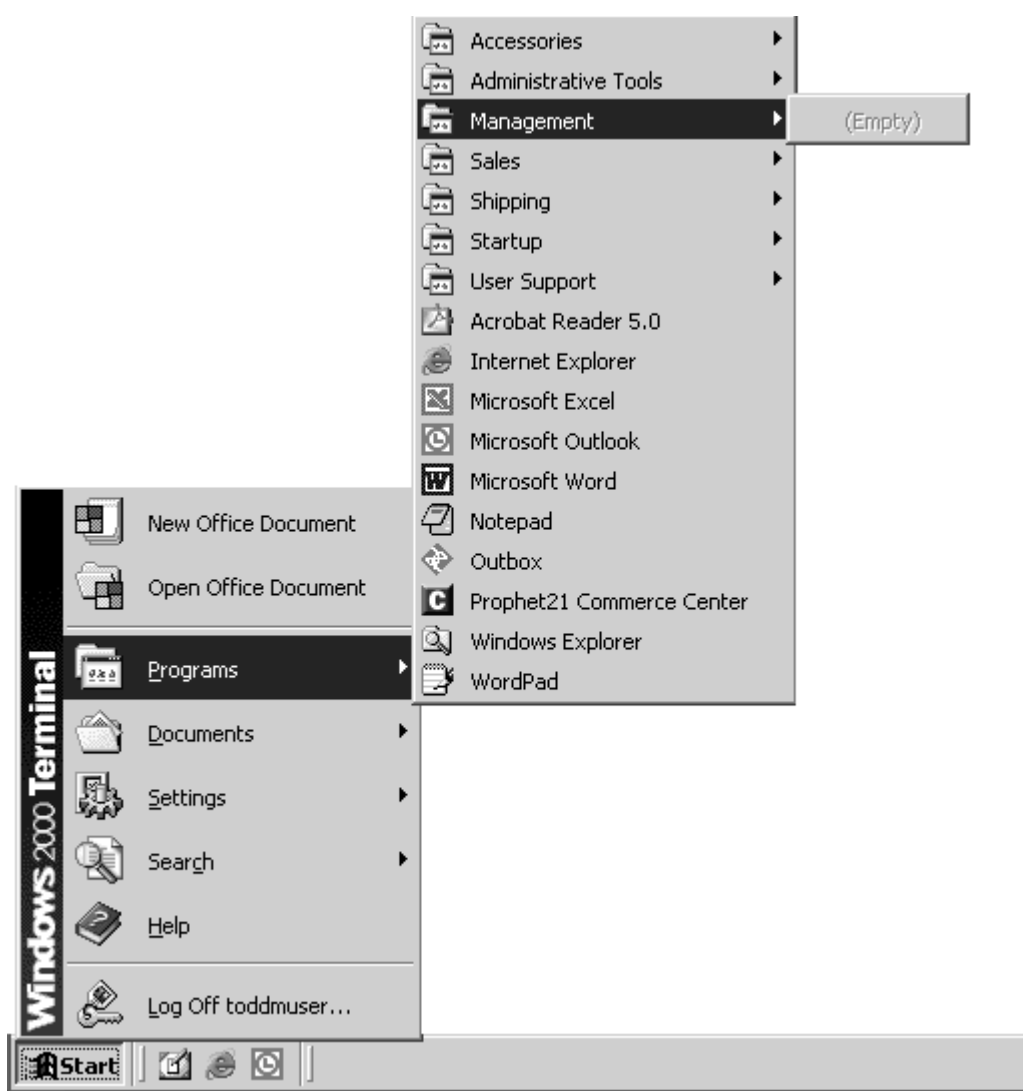 Accessories
Administrative Tools
Management
(Empty)
Sales
Shipping
Startup
User Support
Acrobat Reader 5.0
Internet Explorer
Microsoft Excel
Microsoft Outlook
Microsoft Word
Notepad
Outbox
Prophet21 Commerce Center
Windows Explorer
WordPad
New Office Document
Open Office Document
Programs
Documents
Settings
Search
Help
Log Off toddmuser...
Windows 2000 Terminal
Start